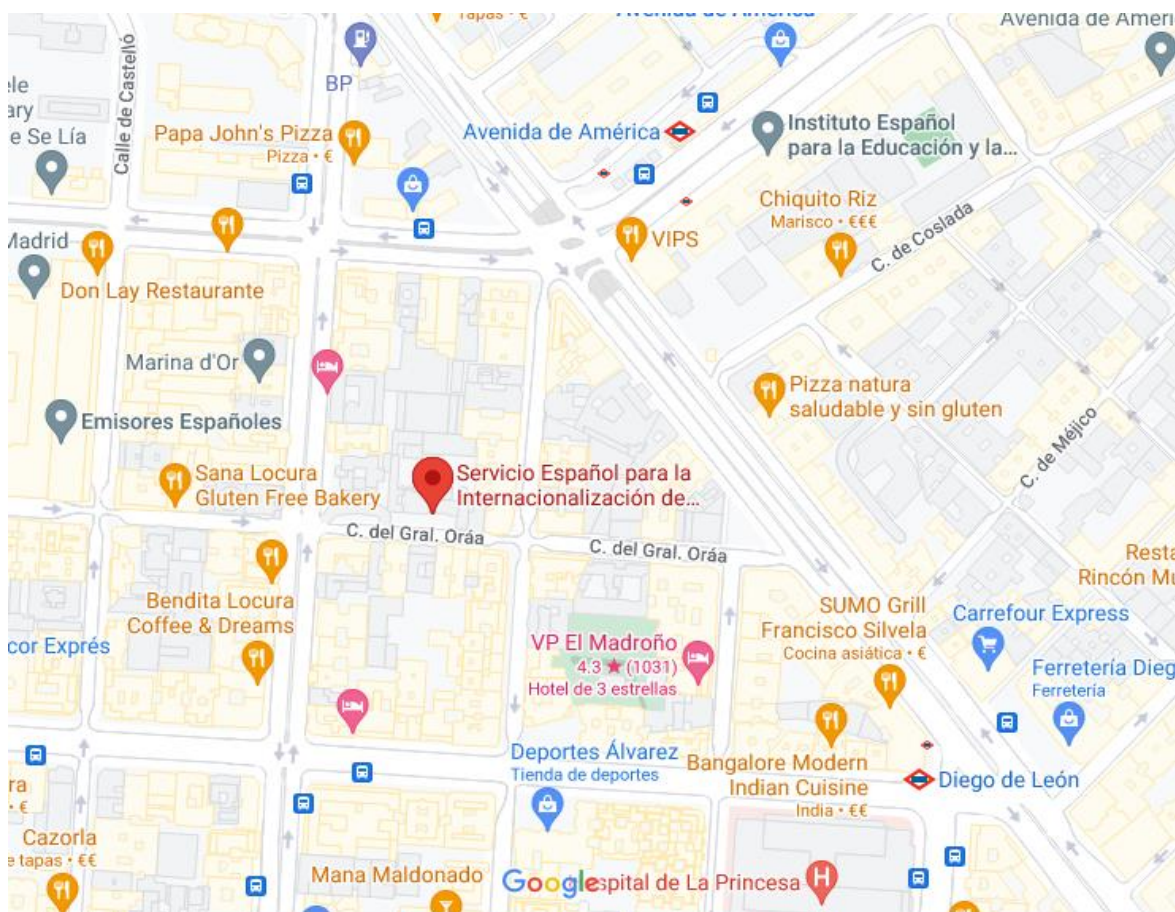 Tapas • €
Avenida de América
Avenida de Améri
Calle de Castelló
BP
ele
ary
e Se Lía
Papa John's Pizza
Pizza • €
Avenida de América
Instituto Español
para la Educación y la...
Chiquito Riz
Marisco • €€€
VIPS
C. de Coslada
Madrid
Don Lay Restaurante
Marina d'Or
Pizza natura
saludable y sin gluten
Emisores Españoles
C. de Méjico
Sana Locura
Gluten Free Bakery
Servicio Español para la
Internacionalización de...
C. del Gral. Oráa
C. del Gral. Oráa
Resta
Rincón Mu
Bendita Locura
Coffee & Dreams
SUMO Grill
Francisco Silvela
Cocina asiática • €
Carrefour Express
cor Exprés
VP El Madroño
4.3 ★ (1031)
Hotel de 3 estrellas
Ferretería Dieg
Ferretería
Deportes Álvarez
Tienda de deportes
Bangalore Modern
Indian Cuisine
India • €€
Diego de León
ra
• €
Cazorla
e tapas • €€
Mana Maldonado
Google
spital de La Princesa
H